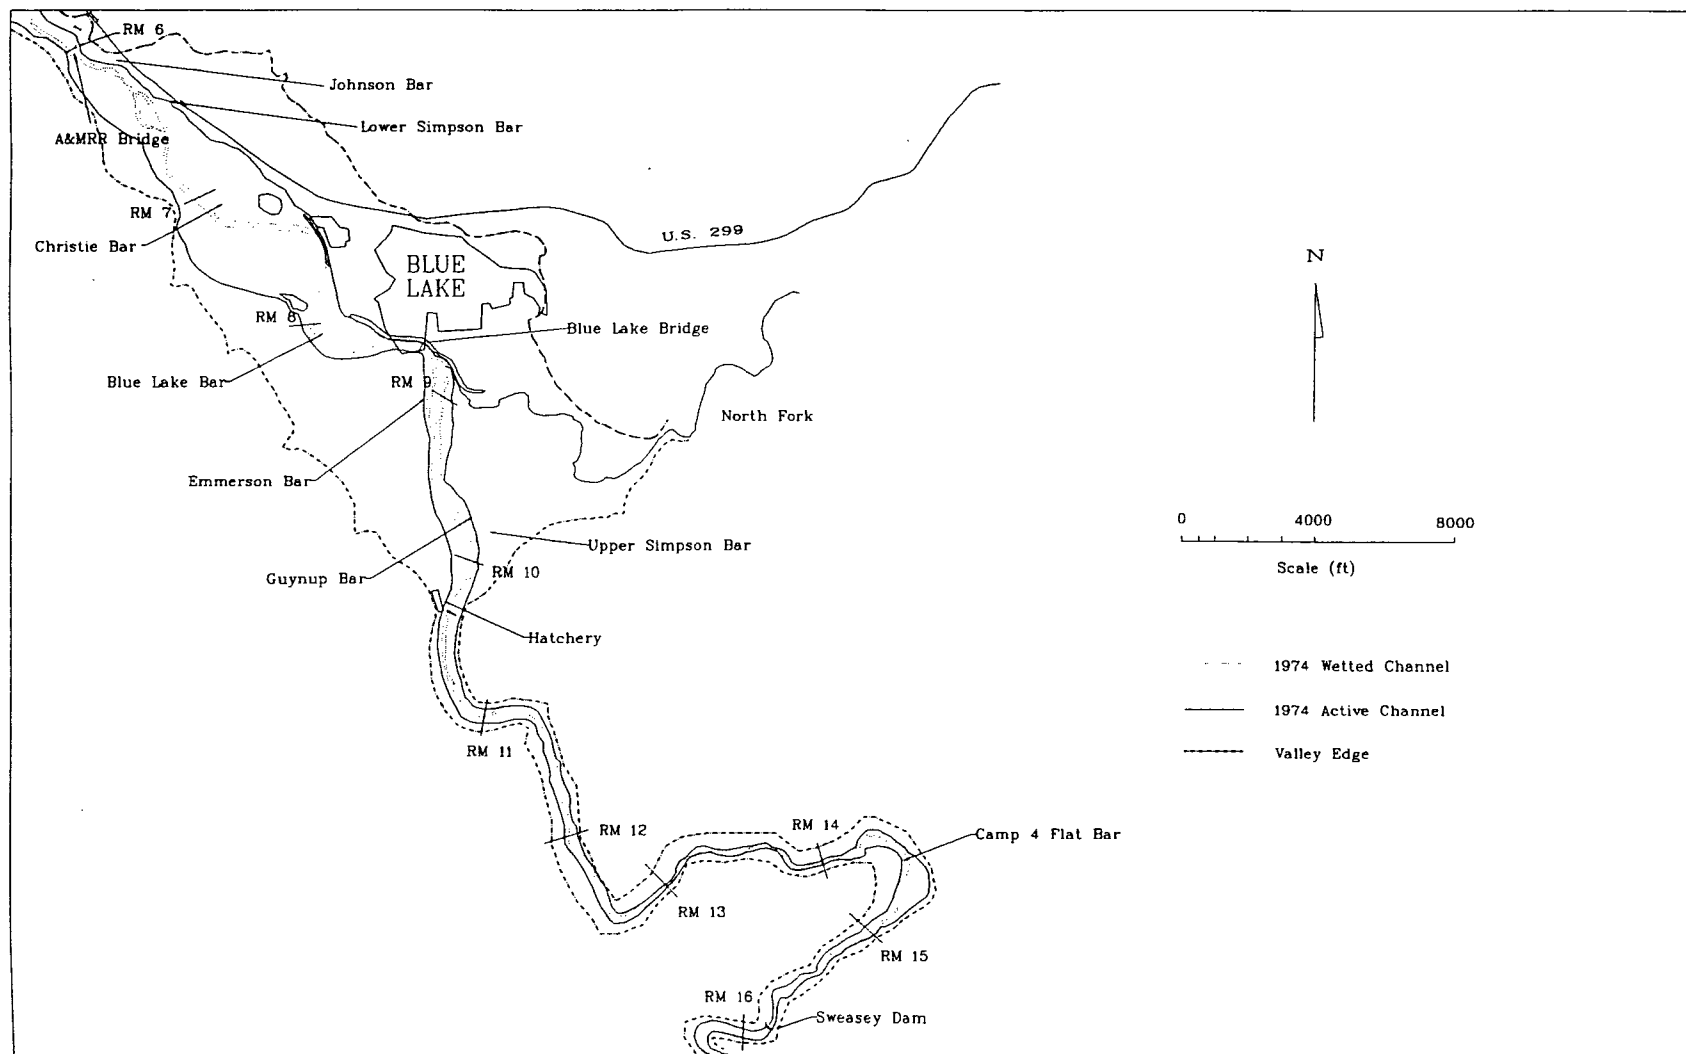 RM 6
Johnson Bar
Lower Simpson Bar
A&MRR Bridge
RM 7
Christie Bar
U.S. 299
N
BLUE
LAKE
RM 8
Blue Lake Bridge
Blue Lake Bar
RM 9
North Fork
Emmerson Bar
0 4000 8000
Scale (ft)
Upper Simpson Bar
RM 10
Guynup Bar
Hatchery
1974 Wetted Channel
1974 Active Channel
Valley Edge
RM 11
RM 12
RM 14
Camp 4 Flat Bar
RM 13
RM 15
RM 16
Sweasey Dam